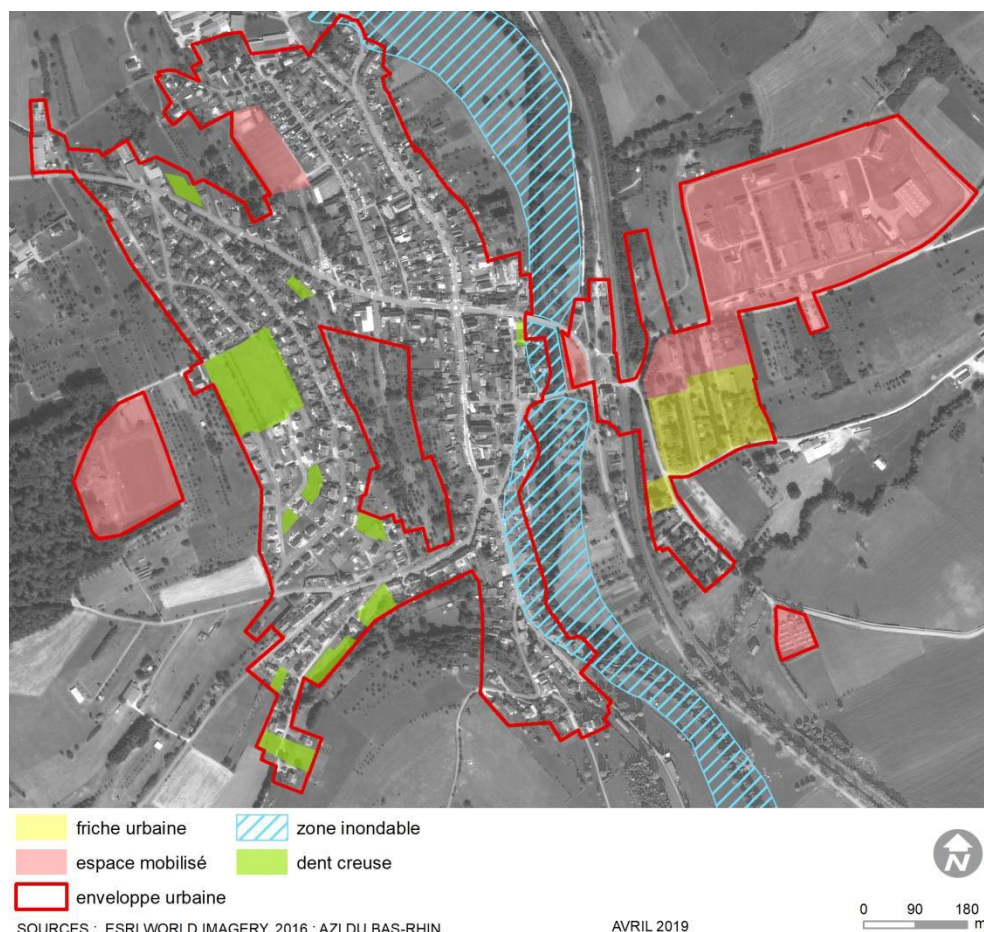 friche urbaine
zone inondable
espace mobilisé
dent creuse
enveloppe urbaine
N
0 90 180
m
SOURCES : ESRI WORLD IMAGERY, 2016 ; AZI DU BAS-RHIN
AVRIL 2019